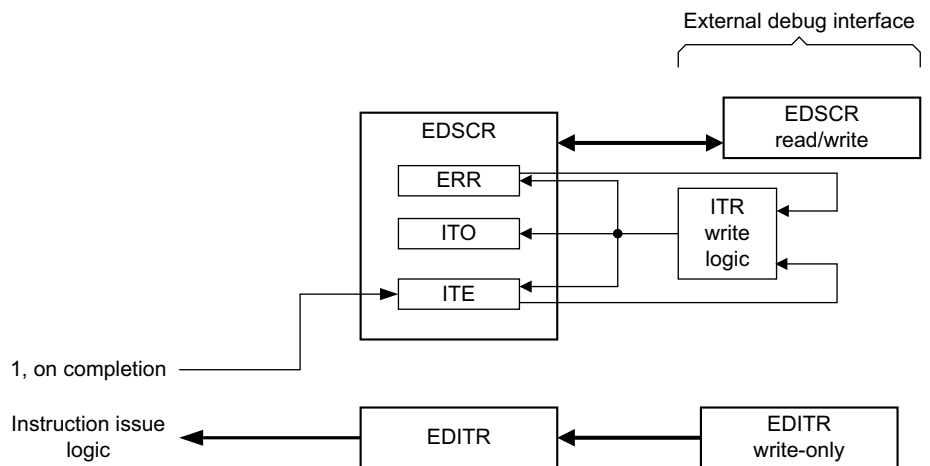 External debug interface
EDSCR
EDSCR
read/write
ERR
ITR
write
logic
ITO
ITE
1, on completion
Instruction issue
logic
EDITR
EDITR
write-only